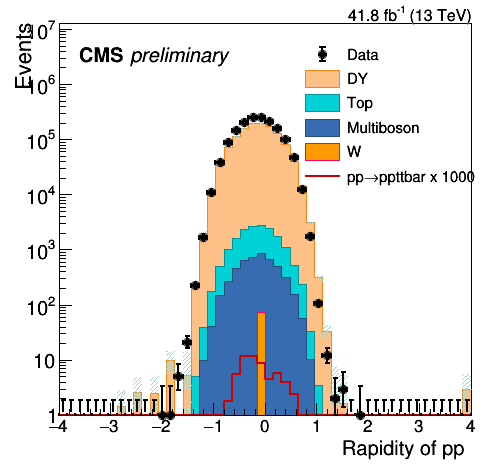 41.8 fb⁻¹ (13 TeV)
Events
CMS preliminary
Data
DY
Top
Multiboson
W
pp→ppttbar x 1000
10⁷
10⁶
10⁵
10⁴
10³
10²
10
1
−4 −3 −2 −1 0 1 2 3 4
Rapidity of pp